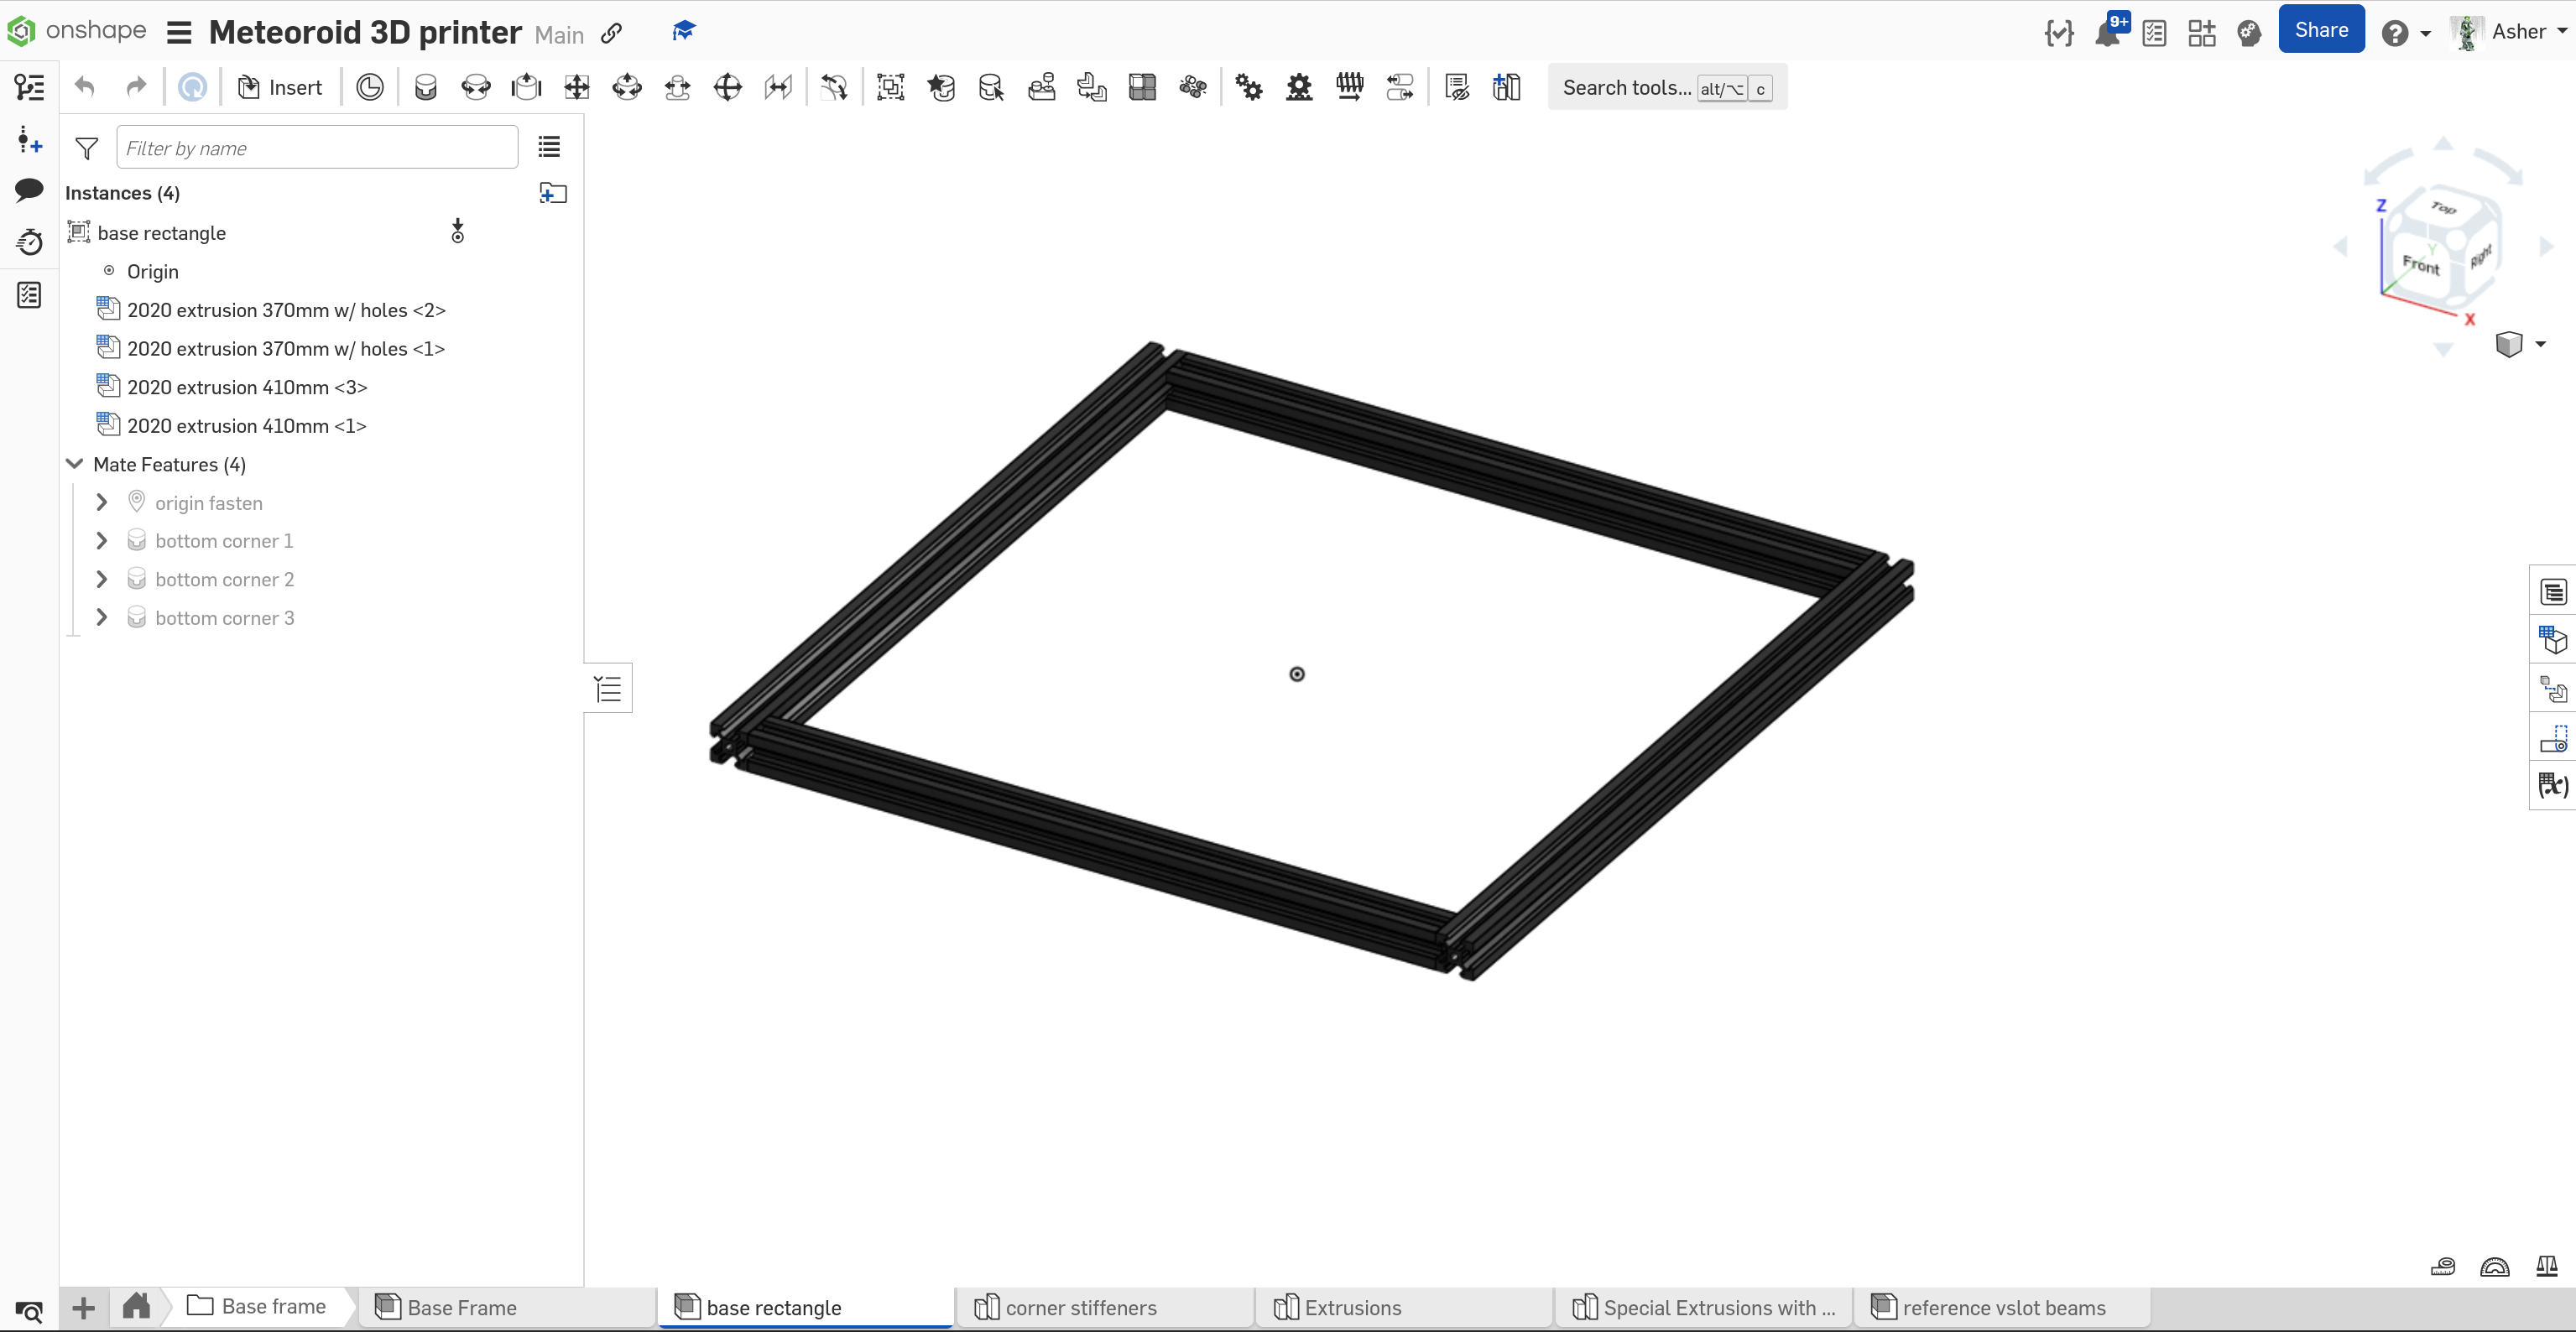 onshape
Meteoroid 3D printer Main
9+
Share
Asher
Insert
Search tools... alt/⌥ c
Filter by name
Instances (4)
base rectangle
Origin
2020 extrusion 370mm w/ holes <2>
2020 extrusion 370mm w/ holes <1>
2020 extrusion 410mm <3>
2020 extrusion 410mm <1>
Mate Features (4)
origin fasten
bottom corner 1
bottom corner 2
bottom corner 3
Z
Top
Y
Front
Right
X
Base frame
Base Frame
base rectangle
corner stiffeners
Extrusions
Special Extrusions with ...
reference vslot beams